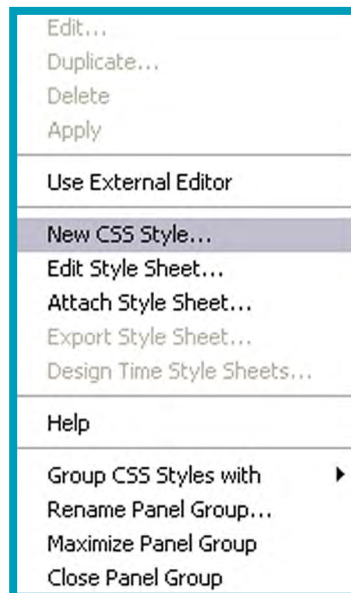 Edit...
Duplicate...
Delete
Apply
Use External Editor
New CSS Style...
Edit Style Sheet...
Attach Style Sheet...
Export Style Sheet...
Design Time Style Sheets...
Help
Group CSS Styles with
Rename Panel Group...
Maximize Panel Group
Close Panel Group